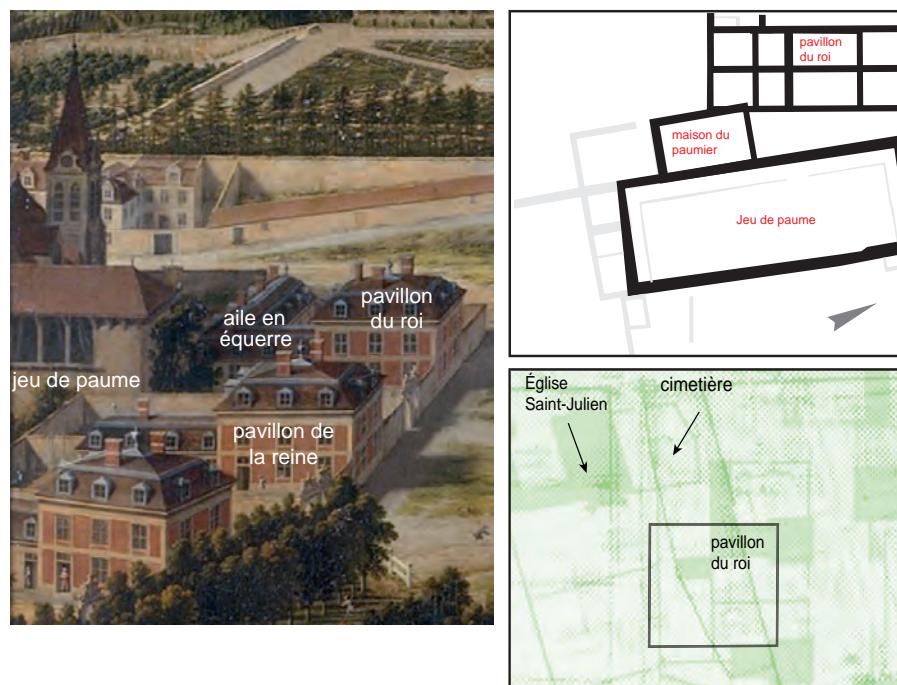 aile en
équerre
pavillon
du roi
jeu de paume
pavillon de
la reine
pavillon
du roi
maison du
paumier
Jeu de paume
Église
Saint-Julien
cimetière
pavillon
du roi